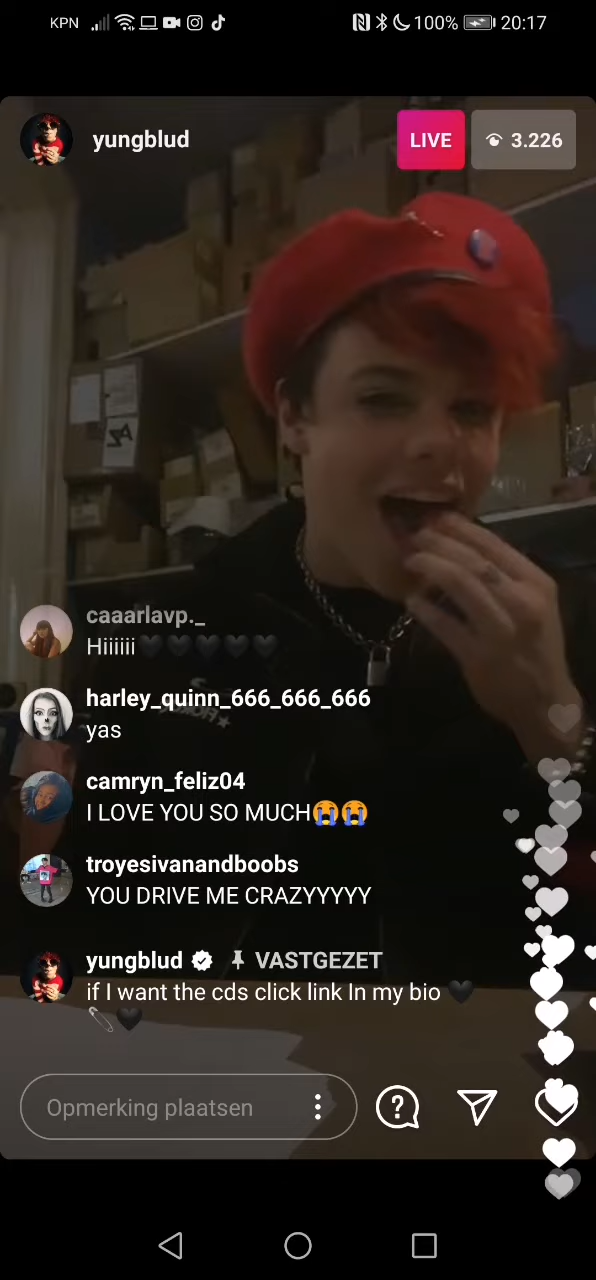 KPN 100% 20:17
yungblud LIVE 3.226
caaarlavp._
Hiiiiii🖤🖤🖤🖤🖤
harley_quinn_666_666_666
yas
camryn_feliz04
I LOVE YOU SO MUCH😭😭
troyesivanandboobs
YOU DRIVE ME CRAZYYYYY
yungblud VASTGEZET
if I want the cds click link In my bio 🖤
🧷🖤
Opmerking plaatsen